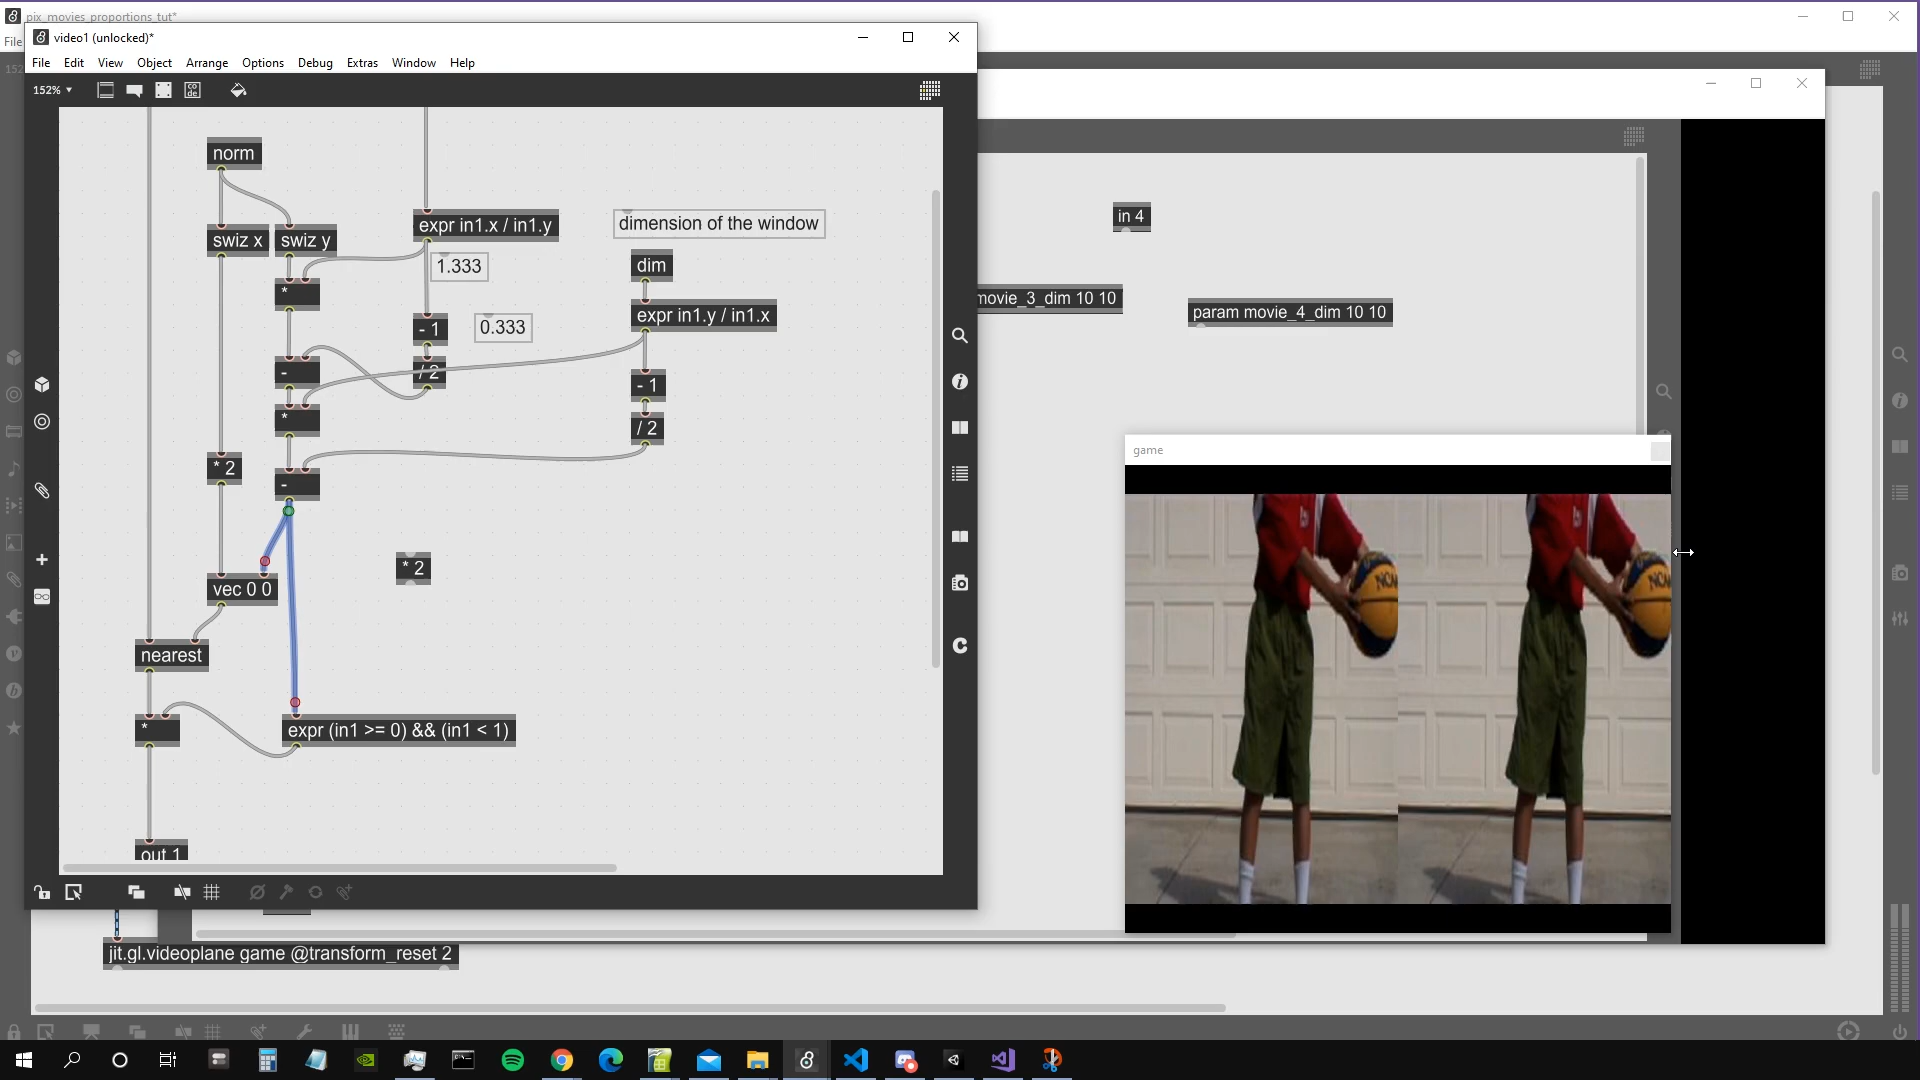 pix_movies_proportions_tut*
File
video1 (unlocked)*
File Edit View Object Arrange Window Options Debug Extras Window Help
152%
norm
swiz x
swiz y
expr in1.x / in1.y
dimension of the window
1.333
dim
*
- 1
0.333
expr in1.y / in1.x
-
/ 2
- 1
*
/ 2
* 2
-
* 2
vec 0 0
nearest
*
expr (in1 >= 0) && (in1 < 1)
out 1
in 4
movie_3_dim 10 10
param movie_4_dim 10 10
game
jit.gl.videoplane game @transform_reset 2